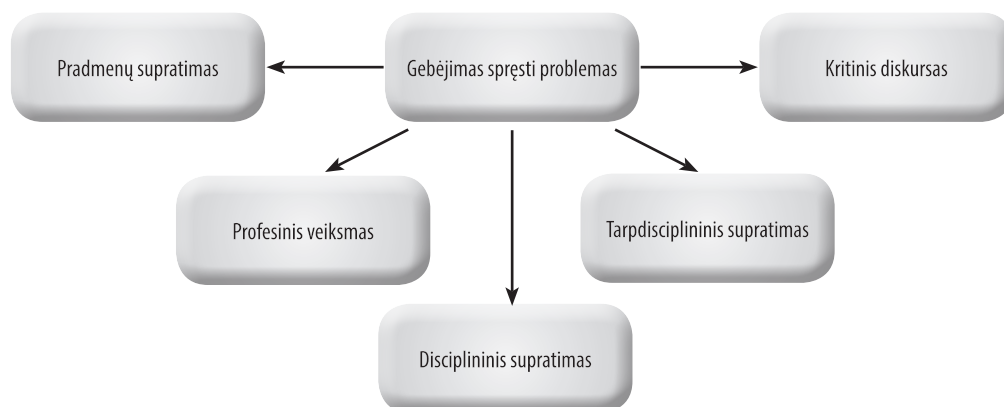 Pradmenų supratimas
Gebėjimas spręsti problemas
Kritinis diskursas
Profesinis veiksmas
Tarpdisciplininis supratimas
Disciplininis supratimas